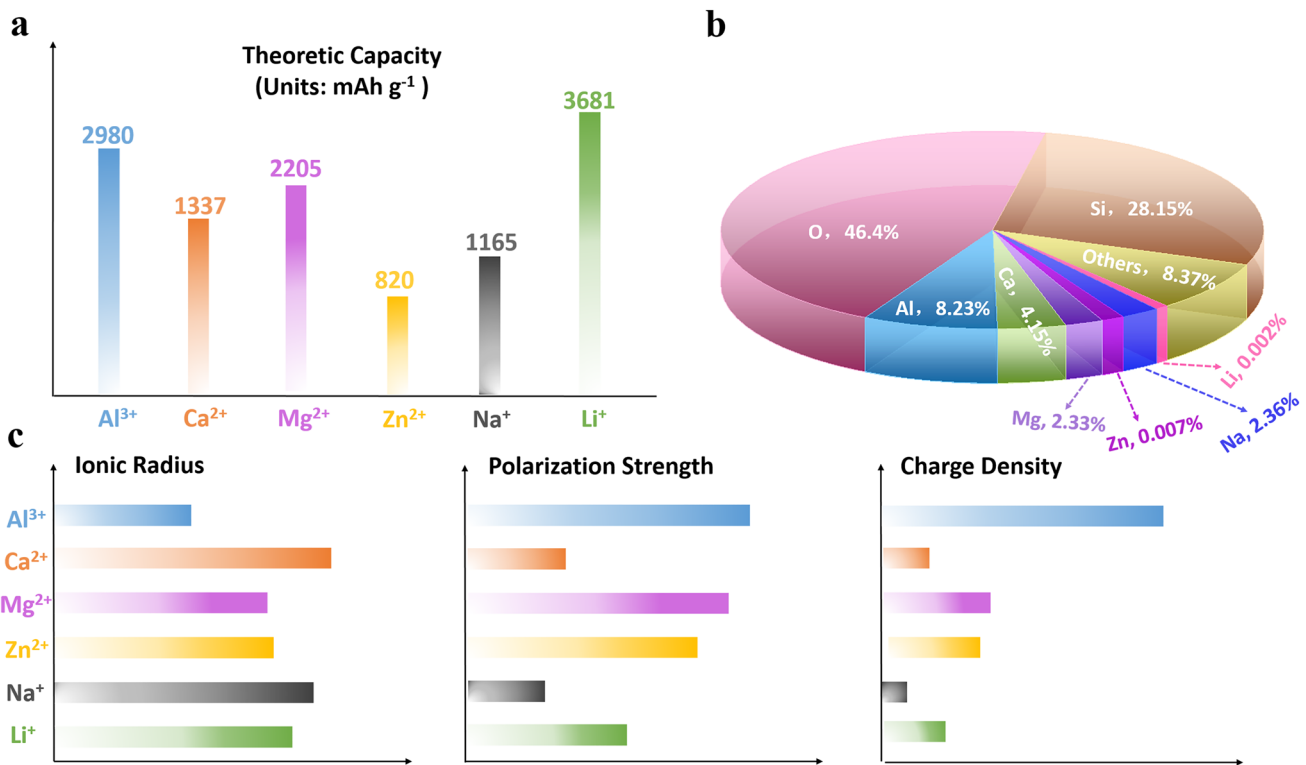 a
Theoretic Capacity
(Units: mAh g⁻¹ )
2980
1337
2205
820
1165
3681
Al³⁺
Ca²⁺
Mg²⁺
Zn²⁺
Na⁺
Li⁺
b
O， 46.4%
Si， 28.15%
Others， 8.37%
Al， 8.23%
Ca， 4.15%
Mg, 2.33%
Zn, 0.007%
Na, 2.36%
Li, 0.002%
c
Ionic Radius
Polarization Strength
Charge Density
Al³⁺
Ca²⁺
Mg²⁺
Zn²⁺
Na⁺
Li⁺